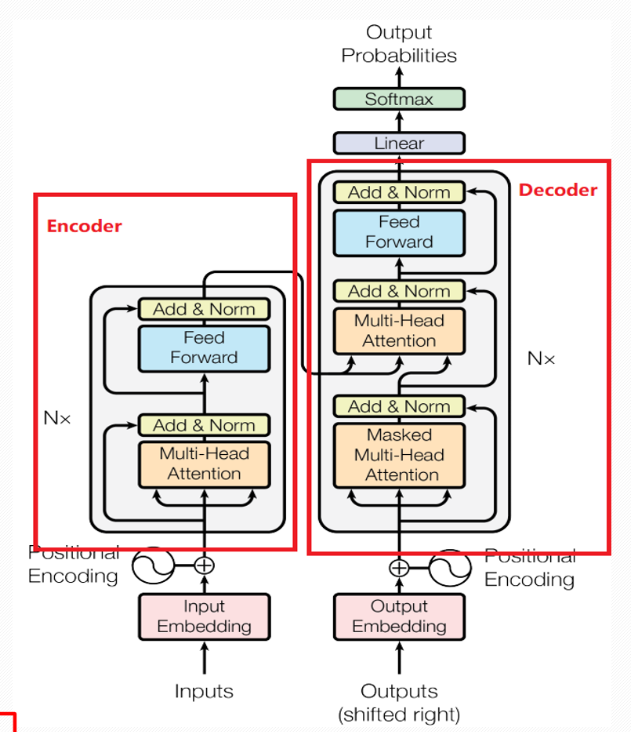 Output
Probabilities
Softmax
Linear
Decoder
Add & Norm
Feed
Forward
Add & Norm
Multi-Head
Attention
Nx
Add & Norm
Masked
Multi-Head
Attention
Encoder
Add & Norm
Feed
Forward
Nx
Add & Norm
Multi-Head
Attention
Positional
Encoding
Positional
Encoding
Input
Embedding
Output
Embedding
Inputs
Outputs
(shifted right)